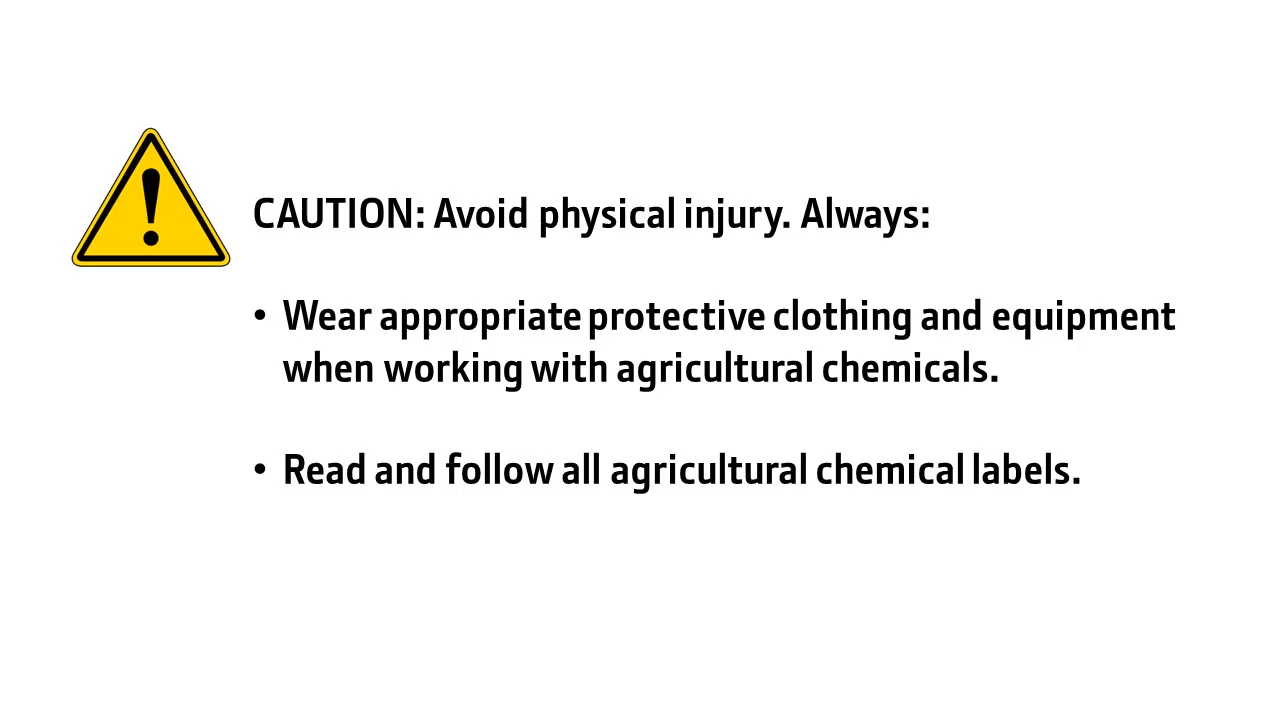 CAUTION: Avoid physical injury. Always:
• Wear appropriate protective clothing and equipment
when working with agricultural chemicals.
• Read and follow all agricultural chemical labels.